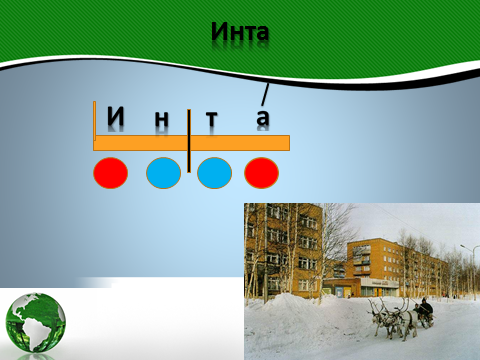 Инта
И н т а